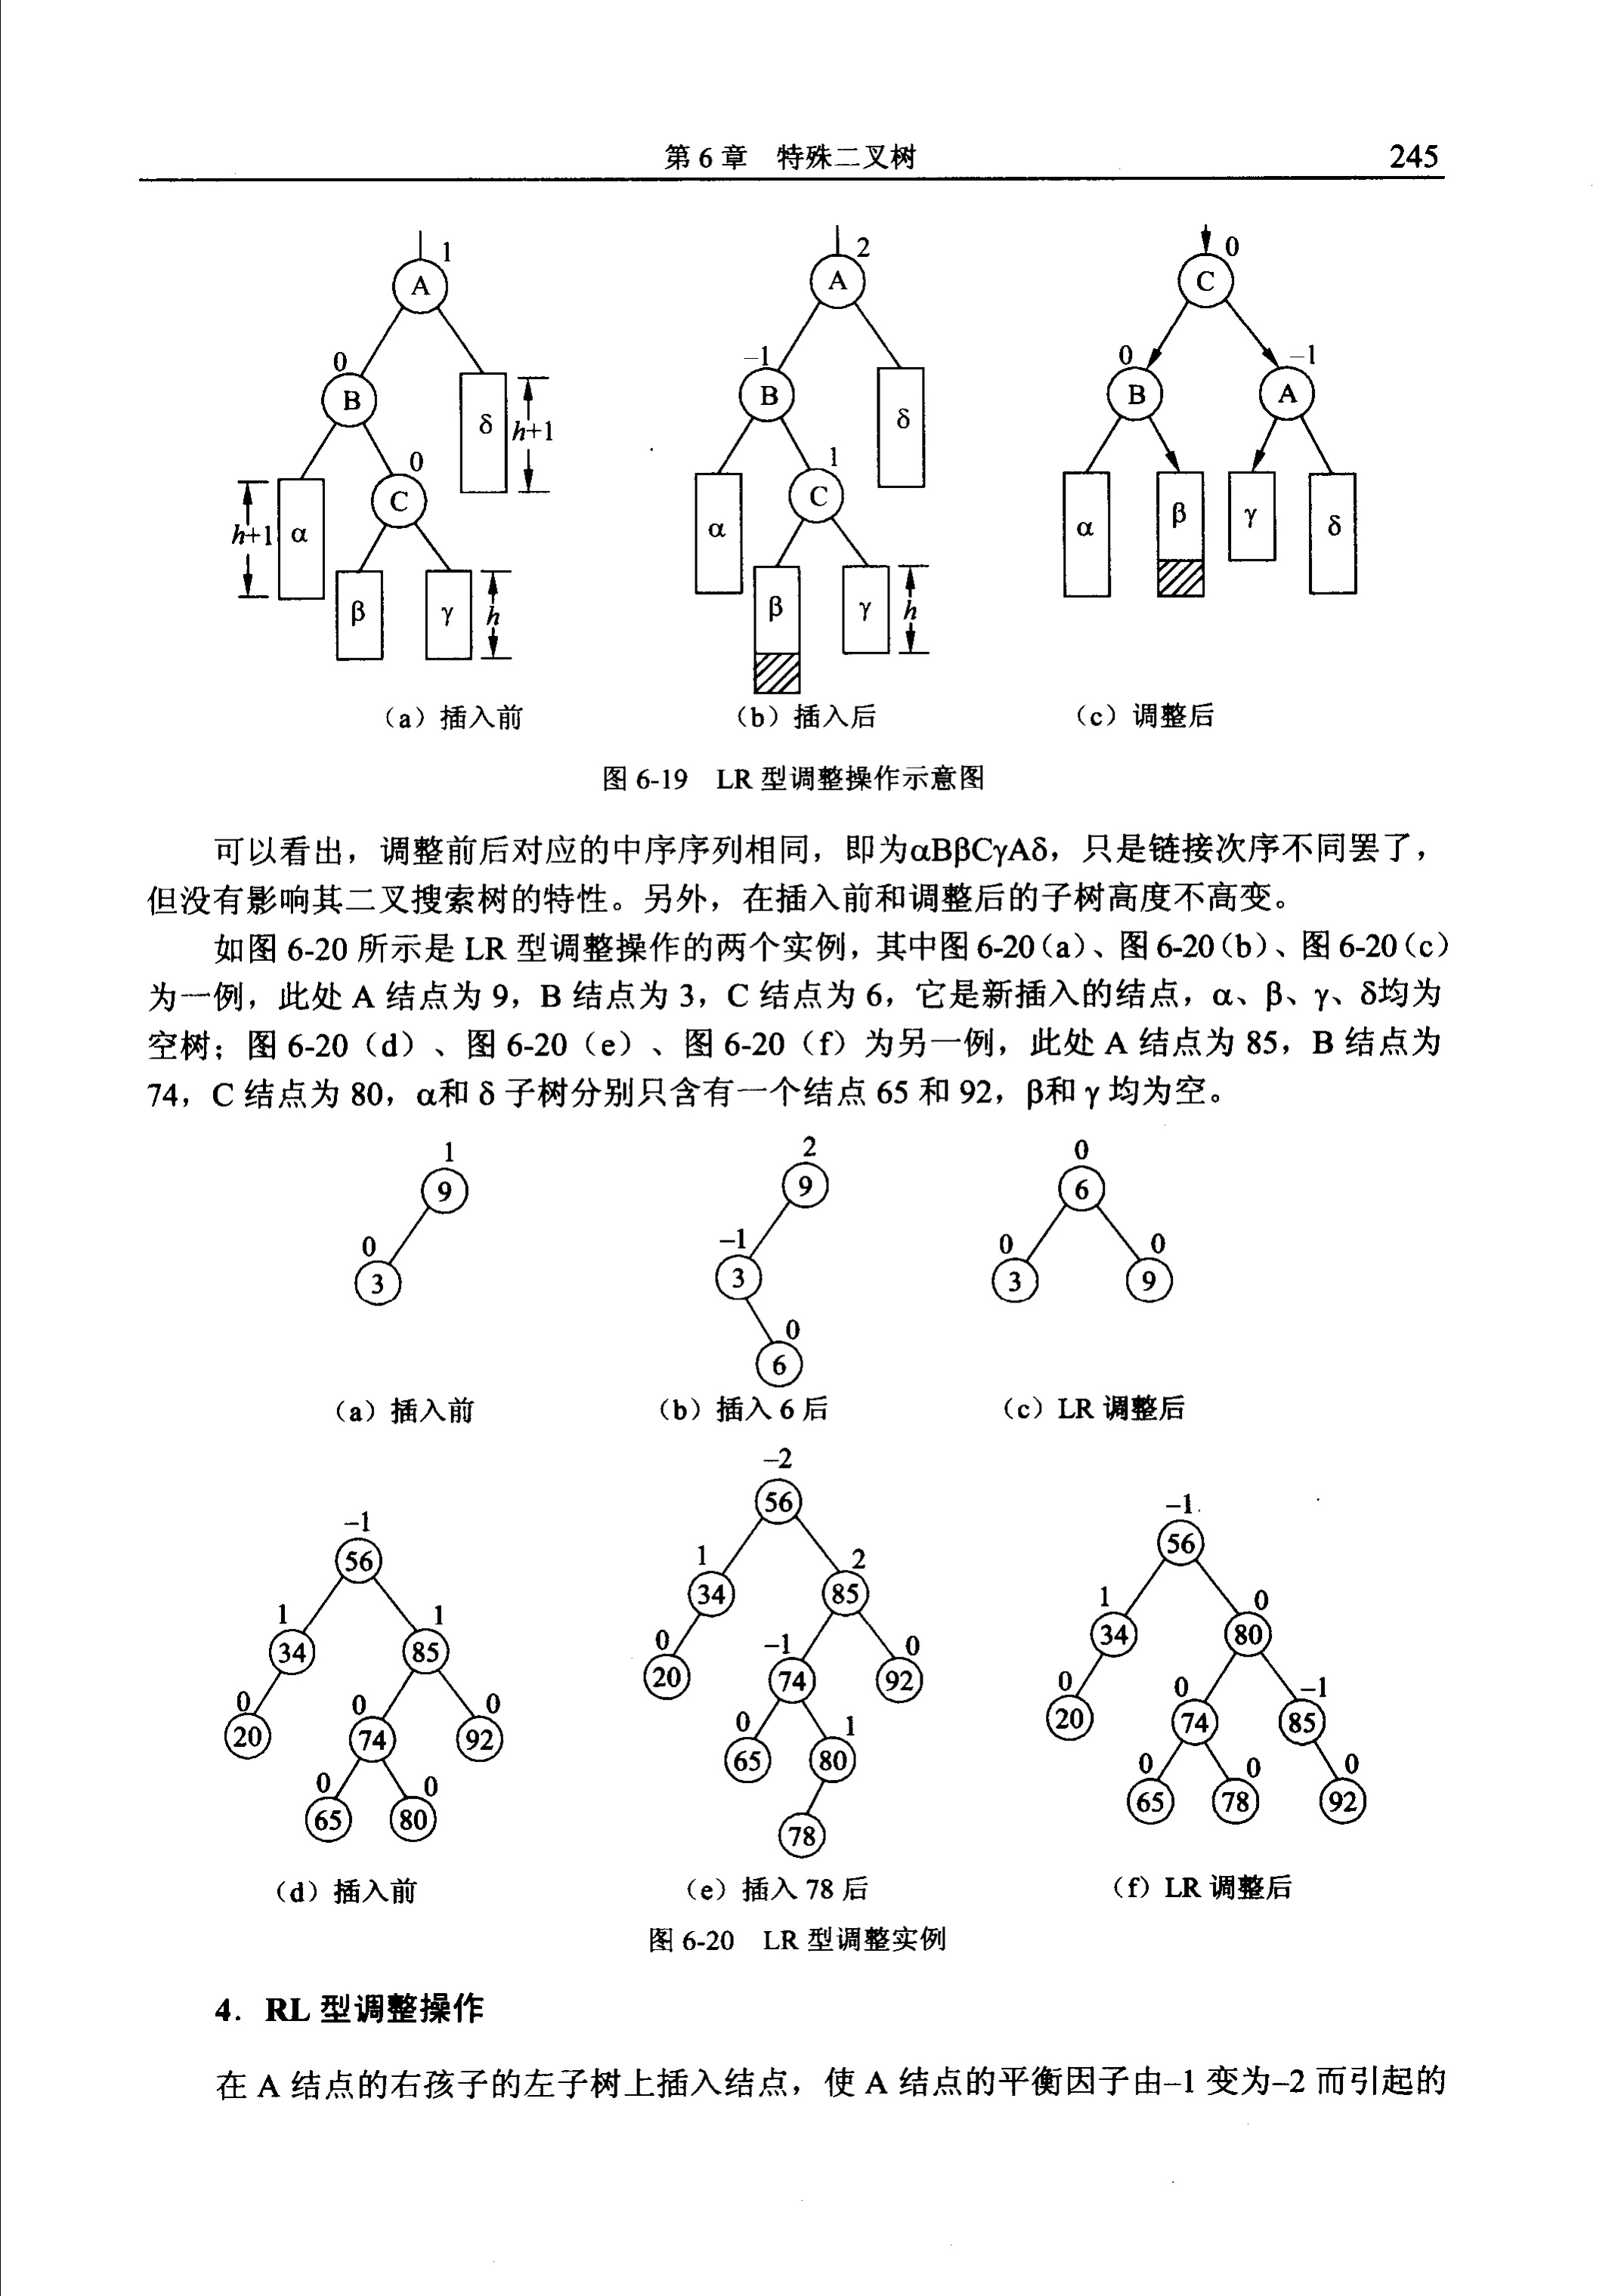 第 6 章 特殊二叉树 245
1
A
0
B
δ
h+1
0
C
h+1
α
β
γ
h
2
A
-1
B
δ
1
C
α
β
γ
h
0
C
0
B
-1
A
α
β
γ
δ
(a) 插入前
(b) 插入后
(c) 调整后
图 6-19 LR 型调整操作示意图
可以看出，调整前后对应的中序序列相同，即为αBβCγAδ，只是链接次序不同罢了，
但没有影响其二叉搜索树的特性。另外，在插入前和调整后的子树高度不高变。
如图 6-20 所示是 LR 型调整操作的两个实例，其中图 6-20（a）、图 6-20（b）、图 6-20（c）
为一例，此处 A 结点为 9，B 结点为 3，C 结点为 6，它是新插入的结点，α、β、γ、δ均为
空树；图 6-20（d）、图 6-20（e）、图 6-20（f）为另一例，此处 A 结点为 85，B 结点为
74，C 结点为 80，α和 δ 子树分别只含有一个结点 65 和 92，β和 γ 均为空。
1
9
0
3
2
9
-1
3
0
6
0
6
0
3
0
9
(a) 插入前
(b) 插入 6 后
(c) LR 调整后
-1
56
1
34
1
85
0
20
0
74
0
92
0
65
0
80
-2
56
1
34
2
85
0
20
-1
74
0
92
0
65
1
80
78
-1
56
1
34
0
80
0
20
0
74
-1
85
0
65
0
78
0
92
(d) 插入前
(e) 插入 78 后
(f) LR 调整后
图 6-20 LR 型调整实例
4．RL 型调整操作
在 A 结点的右孩子的左子树上插入结点，使 A 结点的平衡因子由–1 变为–2 而引起的